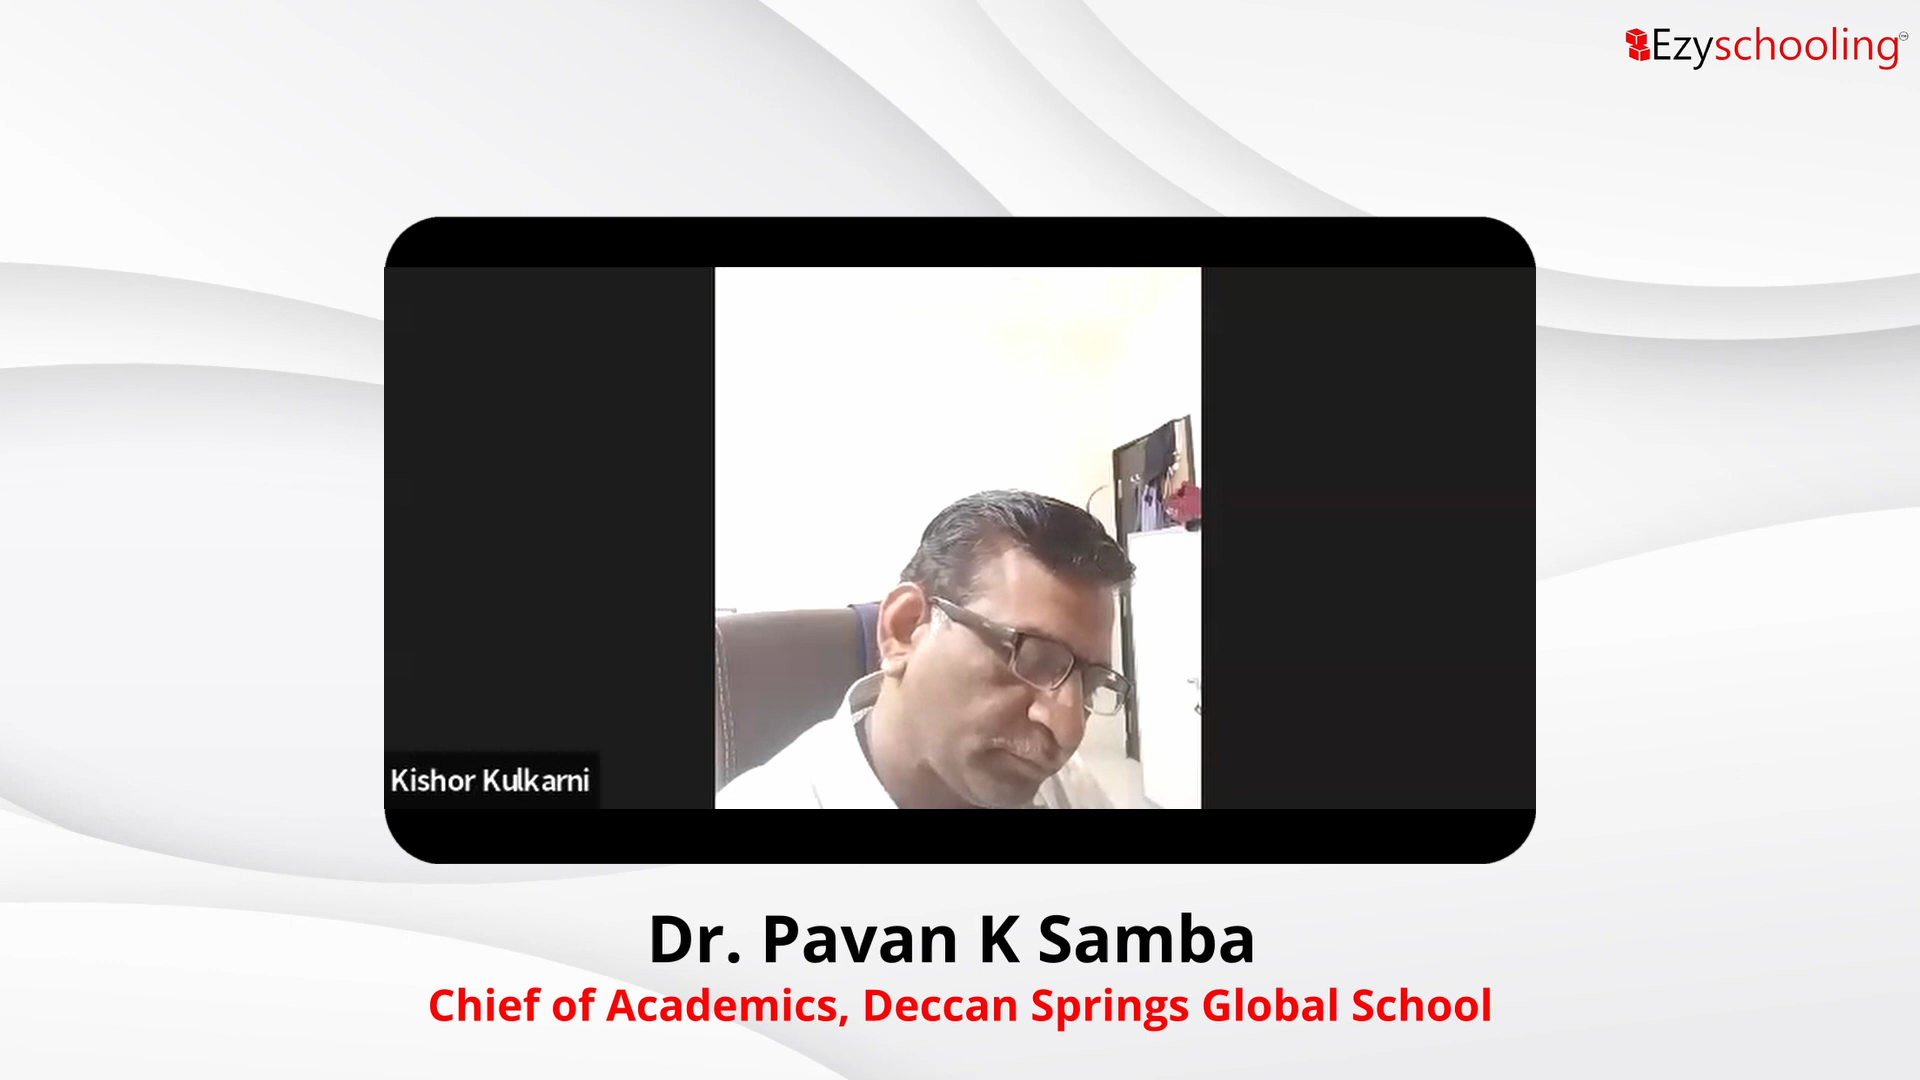 Ezyschooling
Kishor Kulkarni
Dr. Pavan K Samba
Chief of Academics, Deccan Springs Global School